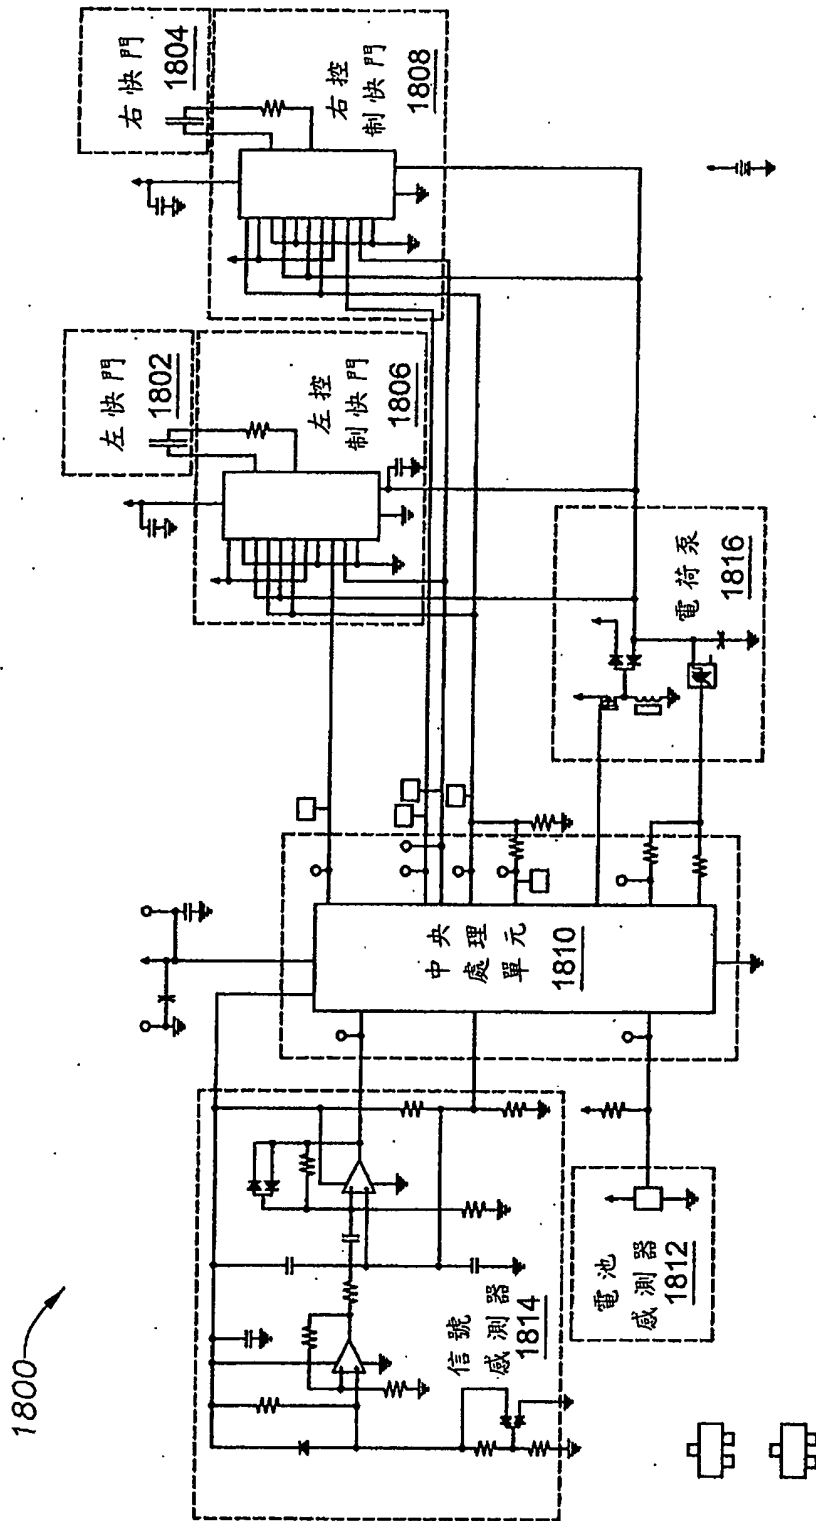 1800
右快門
1804
右控
制快門
1808
左快門
1802
左控
制快門
1806
電荷泵
1816
中央
處理
單元
1810
信號
感測器
1814
電池
感測器
1812